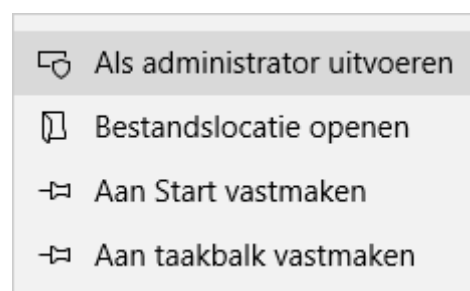 Als administrator uitvoeren
Bestandslocatie openen
Aan Start vastmaken
Aan taakbalk vastmaken